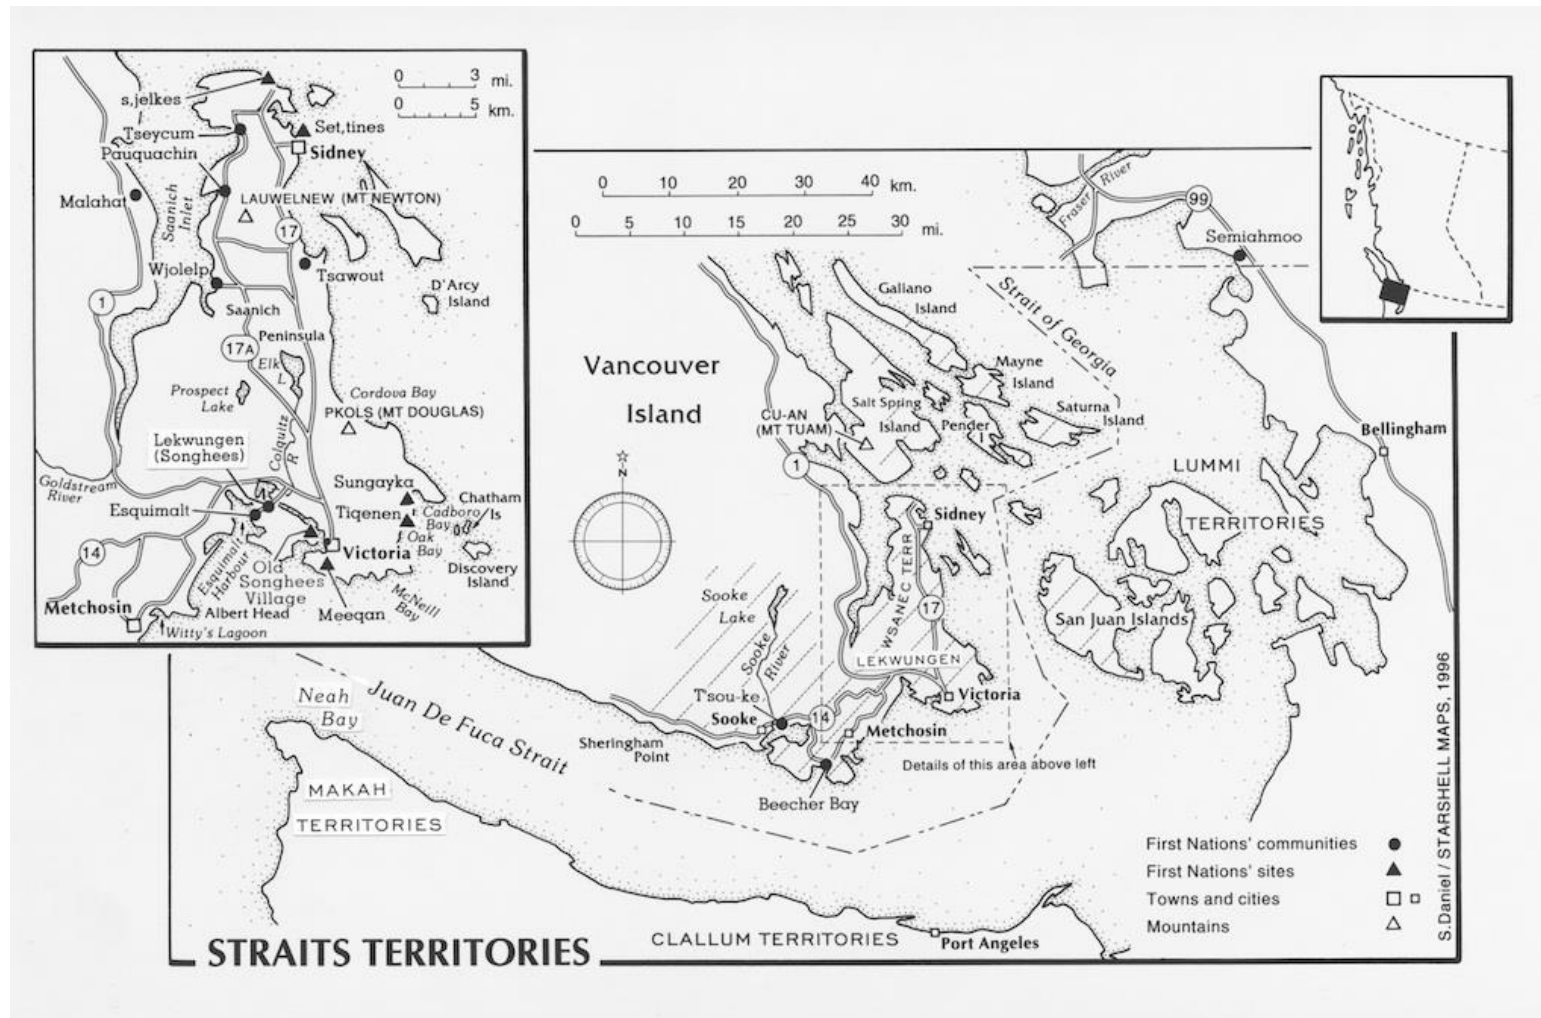 0 3 mi.
0 5 km.
s,jelkes
Tseycum
Set,tines
Pauquachin
Sidney
Malahat
Saanich
Inlet
LAUWELNEW (MT NEWTON)
17
Wjolelp
Tsawout
1
D'Arcy
Island
Saanich
Peninsula
17A
Elk
L
Prospect
Lake
Cordova Bay
PKOLS (MT DOUGLAS)
Lekwungen
(Songhees)
Colquitz
R
Goldstream
River
Sungayka
Esquimalt
Tiqenen
Chatham
Is
Cadboro
Bay
Oak
Bay
14
Victoria
Discovery
Island
Esquimalt
Harbour
Old
Songhees
Village
Metchosin
Albert Head
Meeqan
McNeill
Bay
Witty's Lagoon
0 10 20 30 40 km.
0 5 10 15 20 25 30 mi.
Fraser River
99
Semiahmoo
Strait of Georgia
Galiano
Island
Vancouver
Island
Mayne
Island
Salt Spring
Island
CU-AN
(MT TUAM)
Pender
I
Saturna
Island
1
Bellingham
N
LUMMI
TERRITORIES
Sidney
WSANEC TERR
17
Sooke
Lake
Sooke
River
San Juan Islands
LEKWUNGEN
T'sou-ke
Sooke
14
Victoria
Metchosin
Sheringham
Point
Details of this area above left
Beecher Bay
Neah
Bay
Juan De Fuca Strait
MAKAH
TERRITORIES
First Nations' communities
First Nations' sites
Towns and cities
Mountains
STRAITS TERRITORIES
CLALLUM TERRITORIES
Port Angeles
S.Daniel / STARSHELL MAPS, 1996